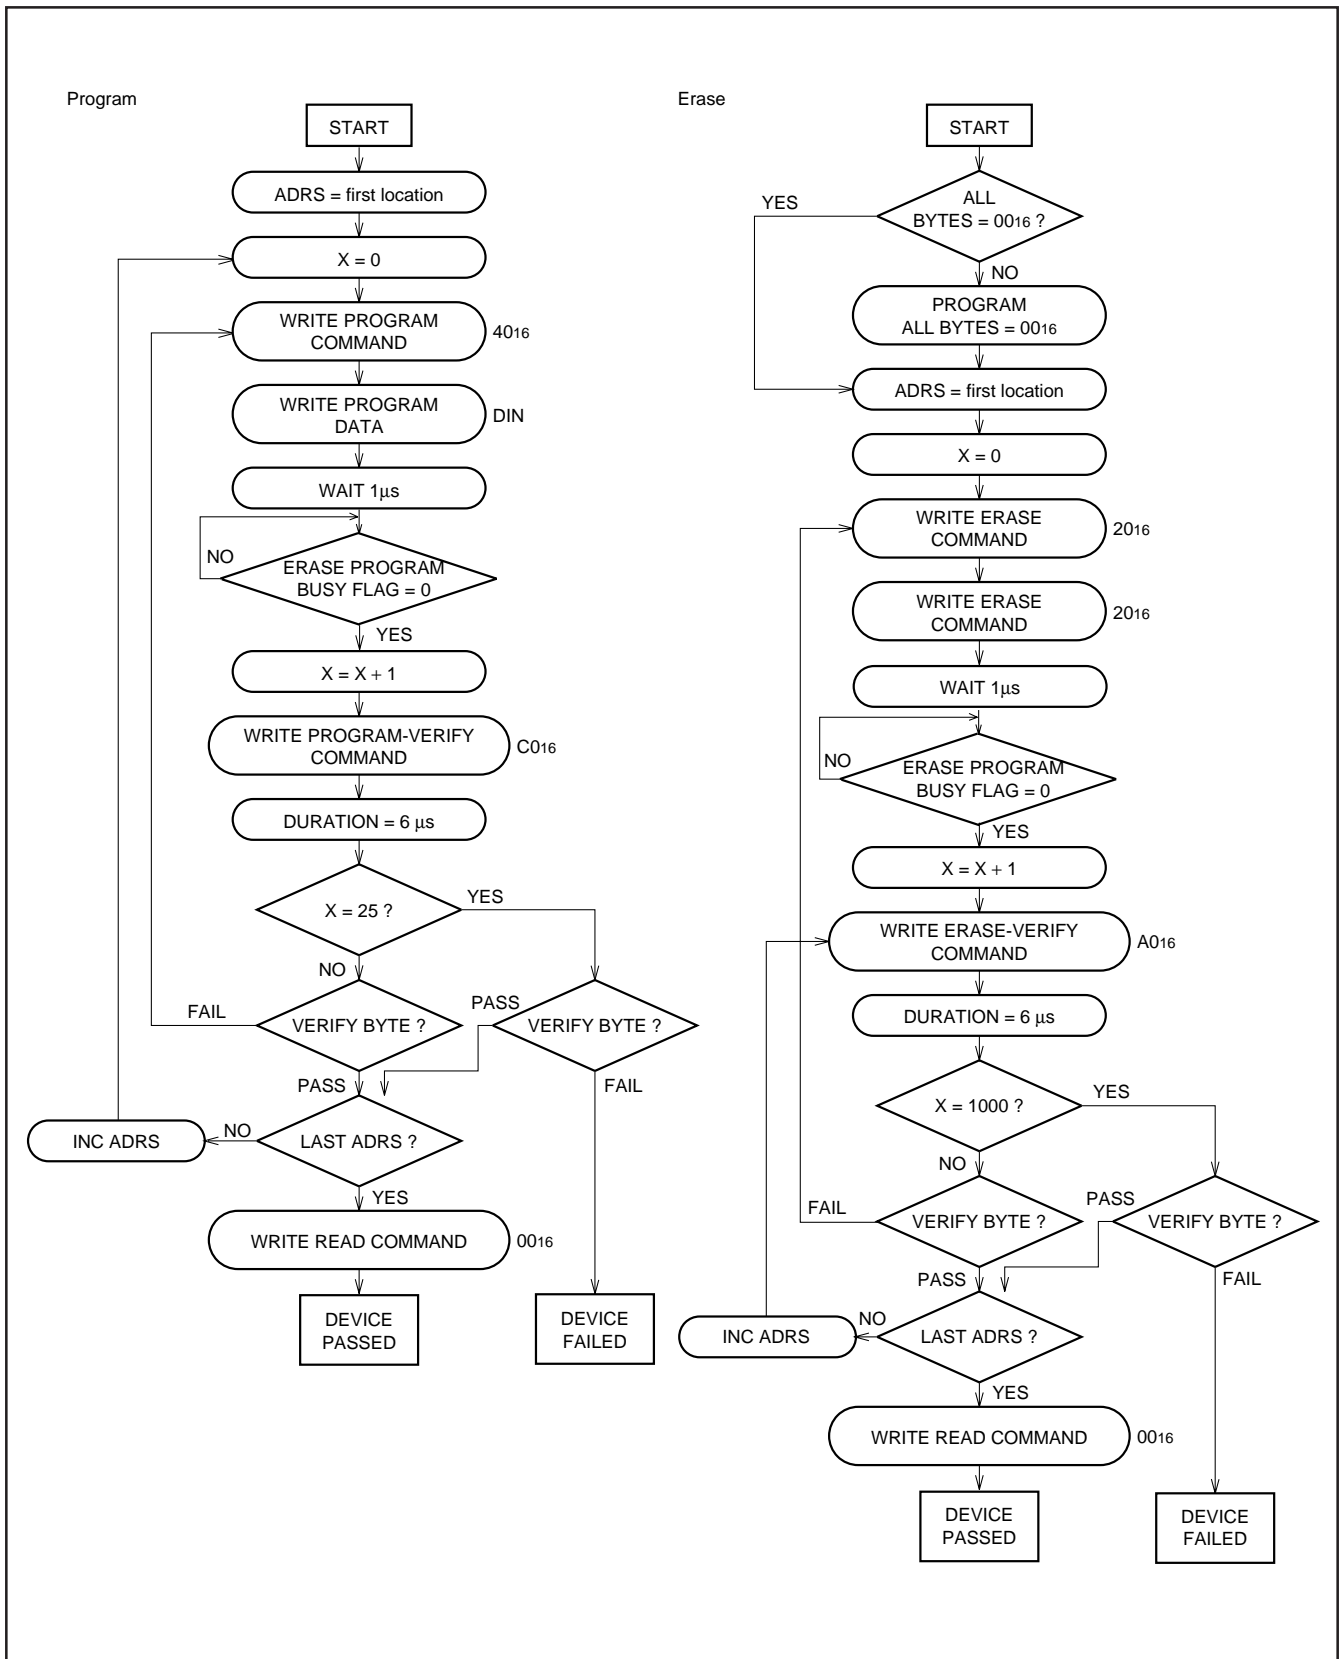 Program
START
ADRS = first location
X = 0
WRITE PROGRAM
COMMAND
4016
WRITE PROGRAM
DATA
DIN
WAIT 1μs
NO
ERASE PROGRAM
BUSY FLAG = 0
YES
X = X + 1
WRITE PROGRAM-VERIFY
COMMAND
C016
DURATION = 6 μs
X = 25 ?
YES
NO
FAIL
VERIFY BYTE ?
PASS
VERIFY BYTE ?
PASS
FAIL
INC ADRS
NO
LAST ADRS ?
YES
WRITE READ COMMAND
0016
DEVICE
PASSED
DEVICE
FAILED
Erase
START
YES
ALL
BYTES = 0016 ?
NO
PROGRAM
ALL BYTES = 0016
ADRS = first location
X = 0
WRITE ERASE
COMMAND
2016
WRITE ERASE
COMMAND
2016
WAIT 1μs
NO
ERASE PROGRAM
BUSY FLAG = 0
YES
X = X + 1
WRITE ERASE-VERIFY
COMMAND
A016
DURATION = 6 μs
X = 1000 ?
YES
NO
FAIL
VERIFY BYTE ?
PASS
VERIFY BYTE ?
PASS
FAIL
INC ADRS
NO
LAST ADRS ?
YES
WRITE READ COMMAND
0016
DEVICE
PASSED
DEVICE
FAILED